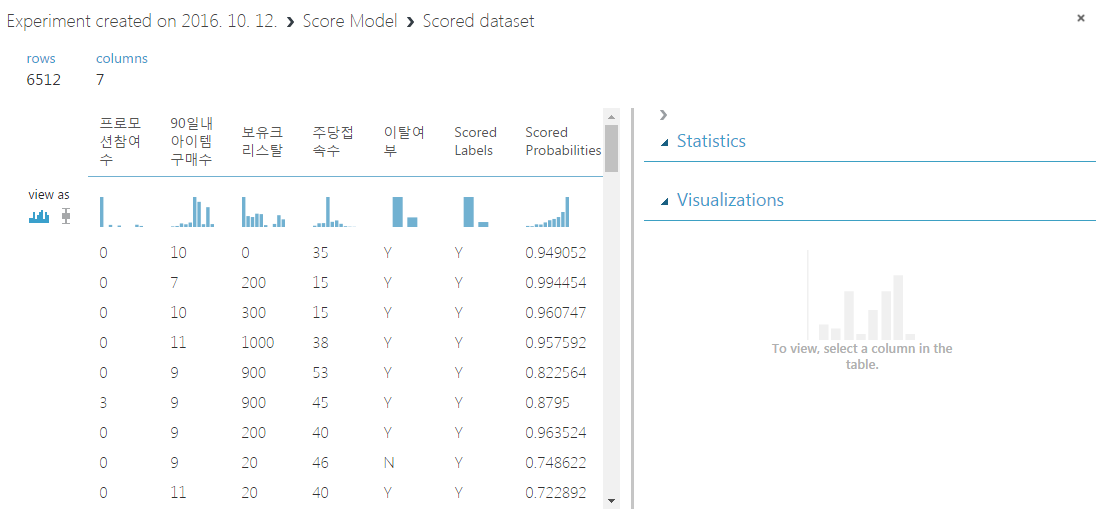 Experiment created on 2016. 10. 12. › Score Model › Scored dataset
rows columns
6512 7
프로모션참여수 90일내아이템구매수 보유크리스탈 주당접속수 이탈여부 Scored Labels Scored Probabilities
view as
0 10 0 35 Y Y 0.949052
0 7 200 15 Y Y 0.994454
0 10 300 15 Y Y 0.960747
0 11 1000 38 Y Y 0.957592
0 9 900 53 Y Y 0.822564
3 9 900 45 Y Y 0.8795
0 9 200 40 Y Y 0.963524
0 9 20 46 N Y 0.748622
0 11 20 40 Y Y 0.722892
Statistics
Visualizations
To view, select a column in the
table.